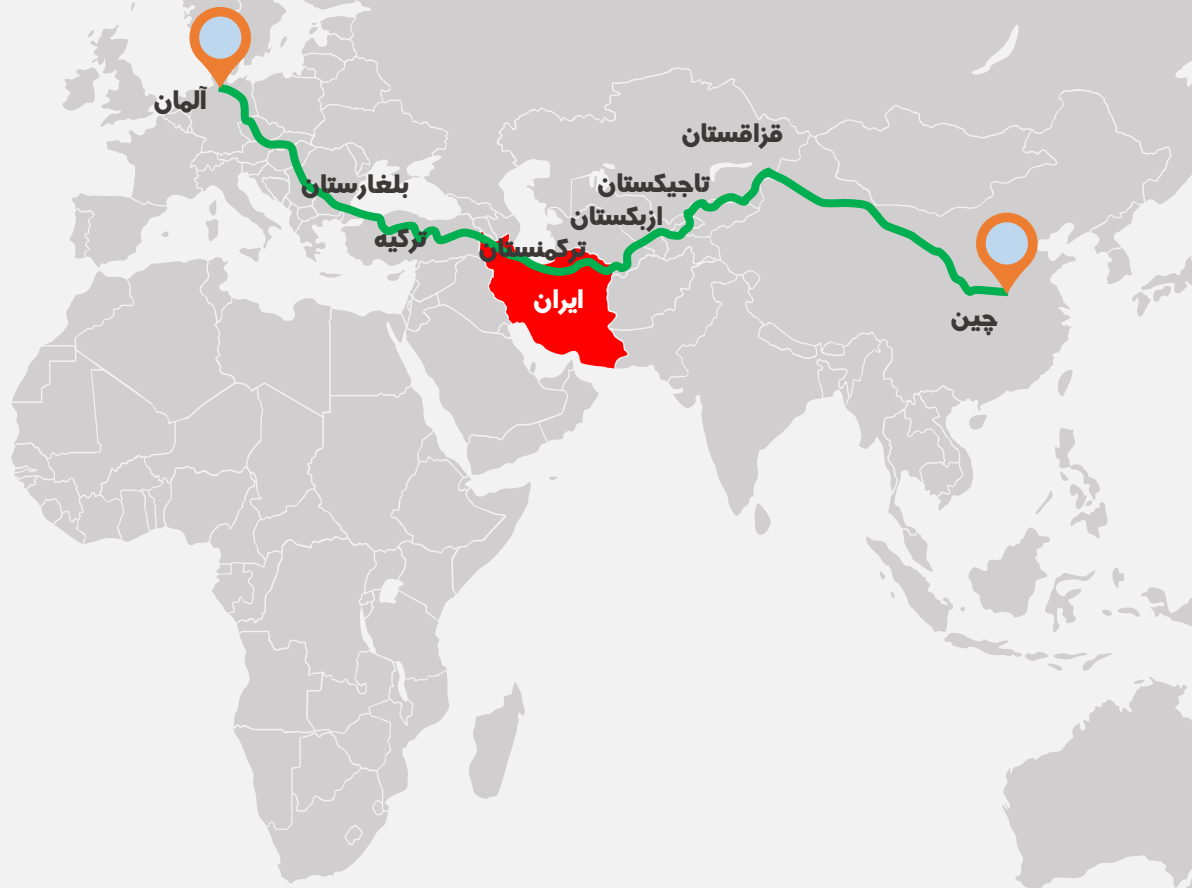 آلمان
قزاقستان
تاجیکستان
بلغارستان
ازبکستان
ترکیه
ترکمنستان
ایران
چین